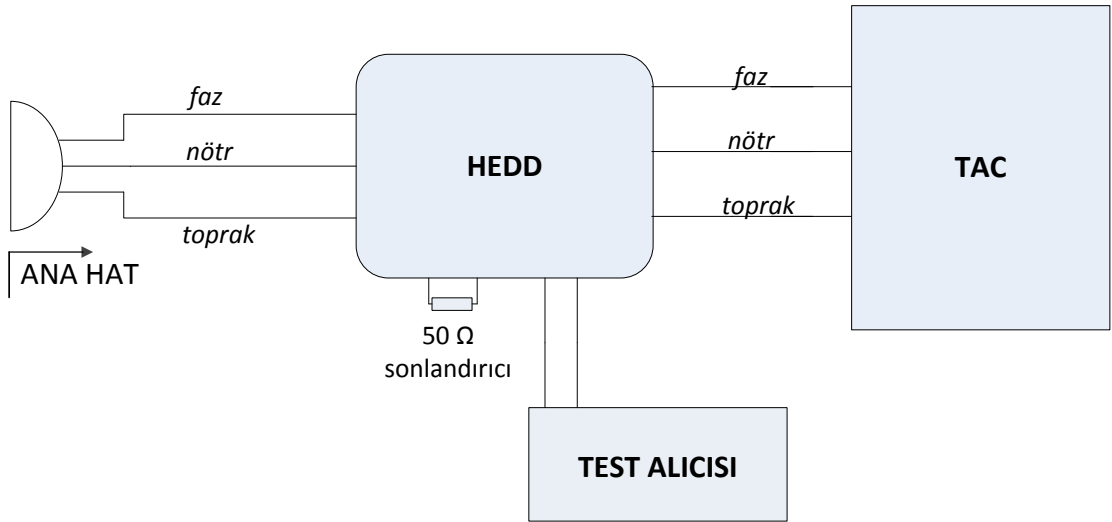 faz
nötr
toprak
ANA HAT
HEDD
50 Ω
sonlandırıcı
faz
nötr
toprak
TAC
TEST ALICISI